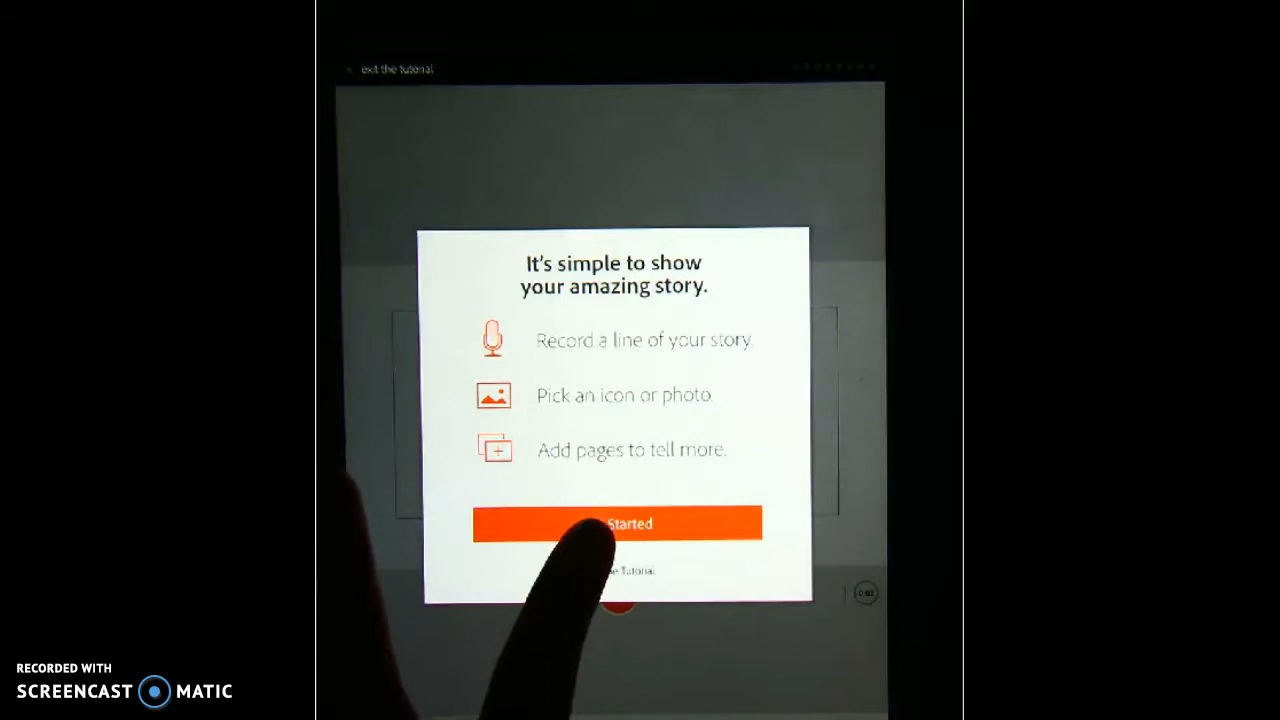 exit the tutorial
It's simple to show
your amazing story.
Record a line of your story.
Pick an icon or photo.
Add pages to tell more.
Started
Tutorial
RECORDED WITH
SCREENCAST MATIC